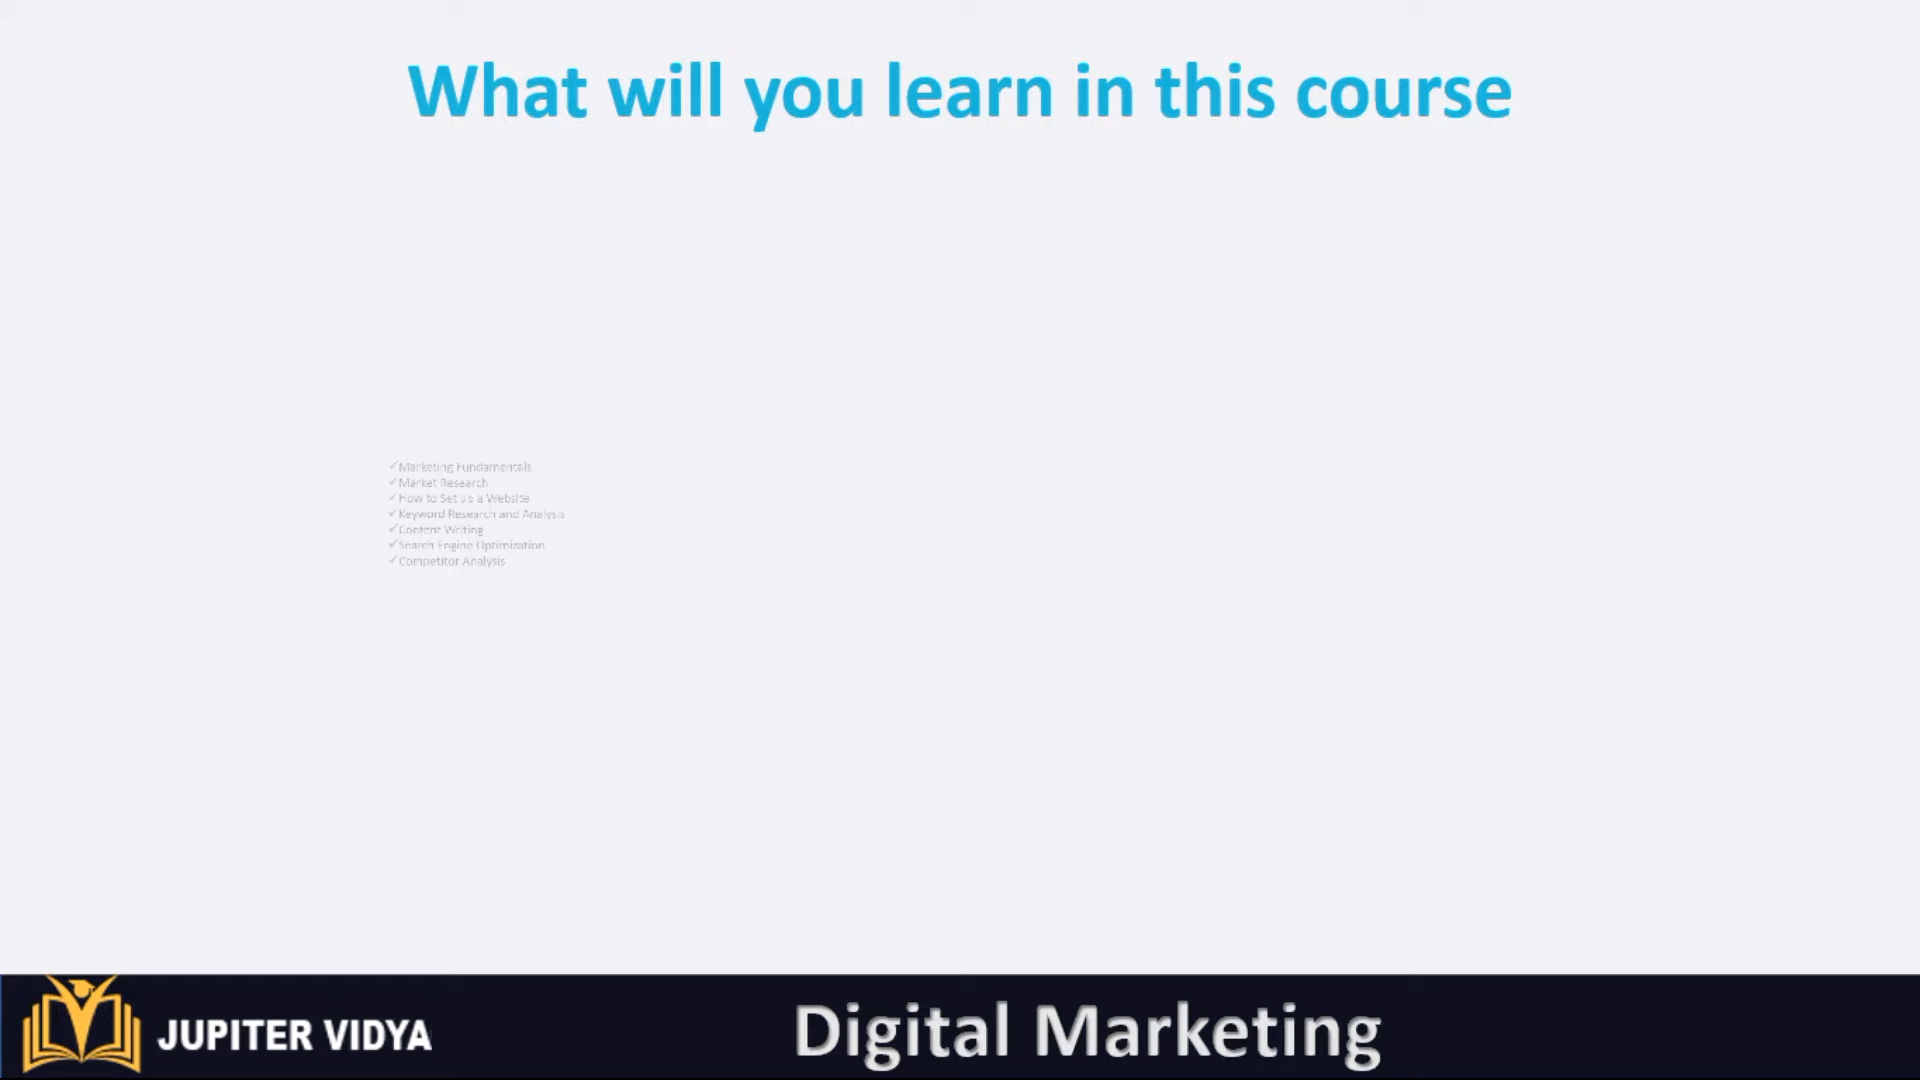 What will you learn in this course
✓Marketing Fundamentals
✓Market Research
✓How to Set up a Website
✓Keyword Research and Analysis
✓Content Writing
✓Search Engine Optimization
✓Competitor Analysis
JUPITER VIDYA
Digital Marketing